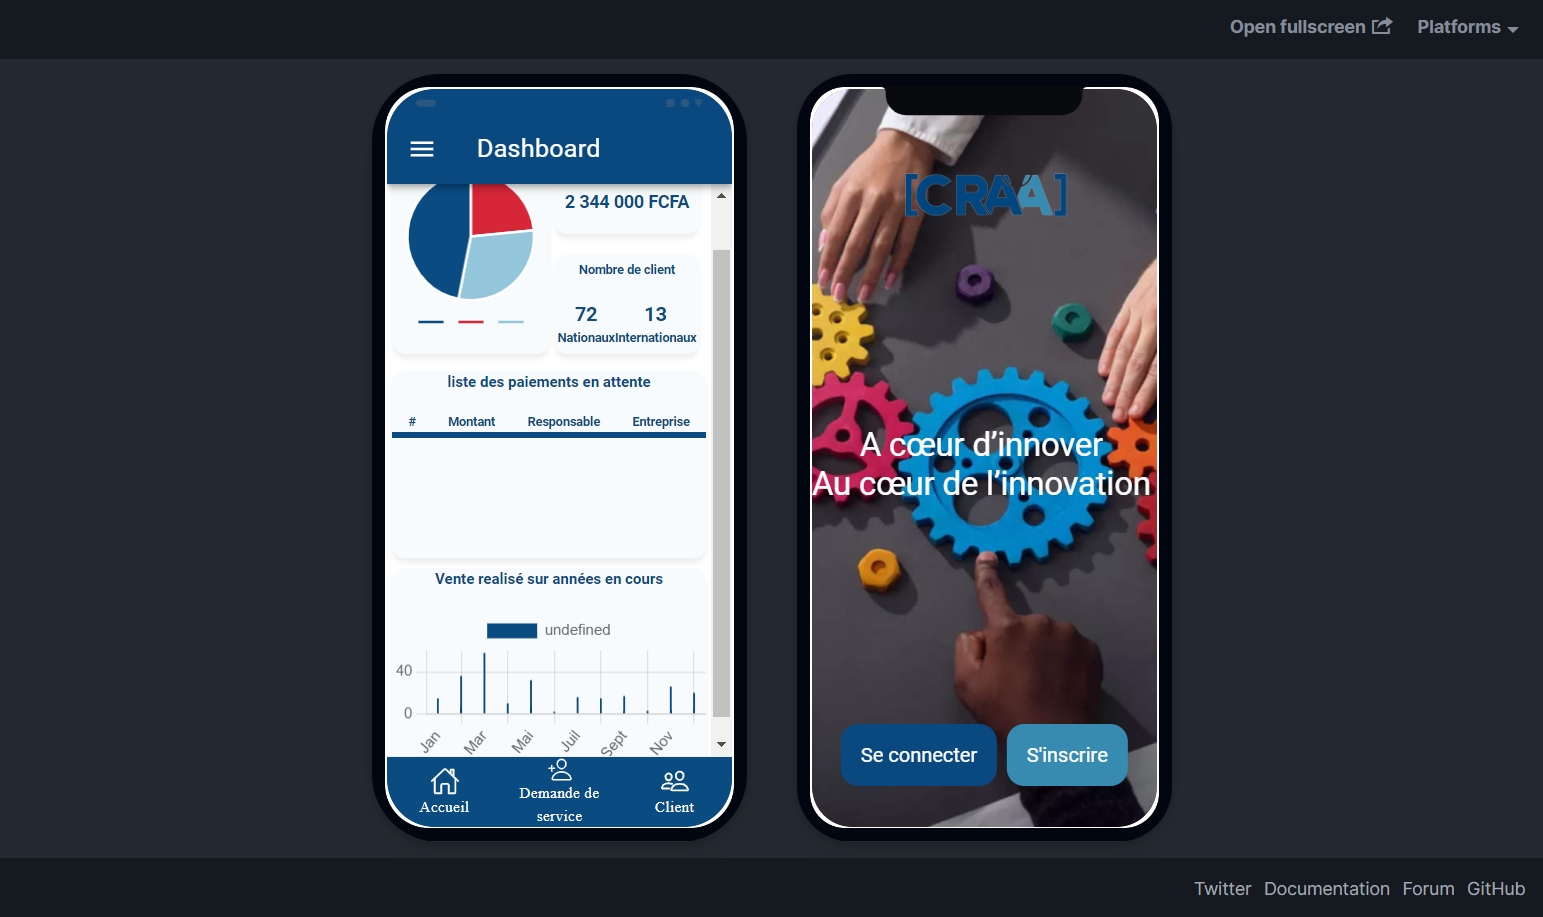 Open fullscreen
Platforms
Dashboard
2 344 000 FCFA
Nombre de client
72
13
Nationaux
Internationaux
liste des paiements en attente
# Montant Responsable Entreprise
Vente realisé sur années en cours
undefined
40
0
Jan Mar Mai Juil Sept Nov
Accueil
Demande de
service
Client
[CRAA]
A cœur d’innover
Au cœur de l’innovation
Se connecter
S'inscrire
Twitter Documentation Forum GitHub